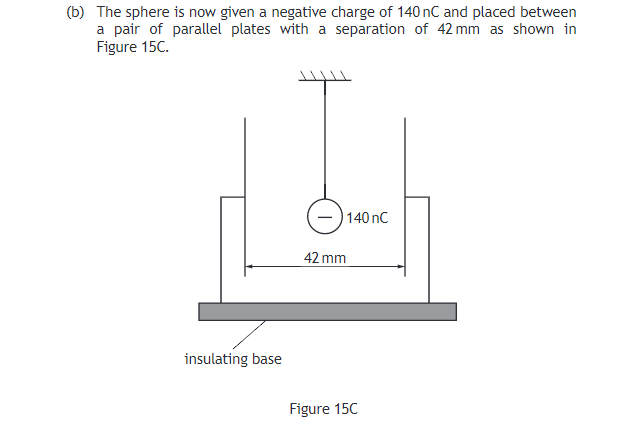 (b) The sphere is now given a negative charge of 140 nC and placed between
a pair of parallel plates with a separation of 42 mm as shown in
Figure 15C.
− 140 nC
42 mm
insulating base
Figure 15C